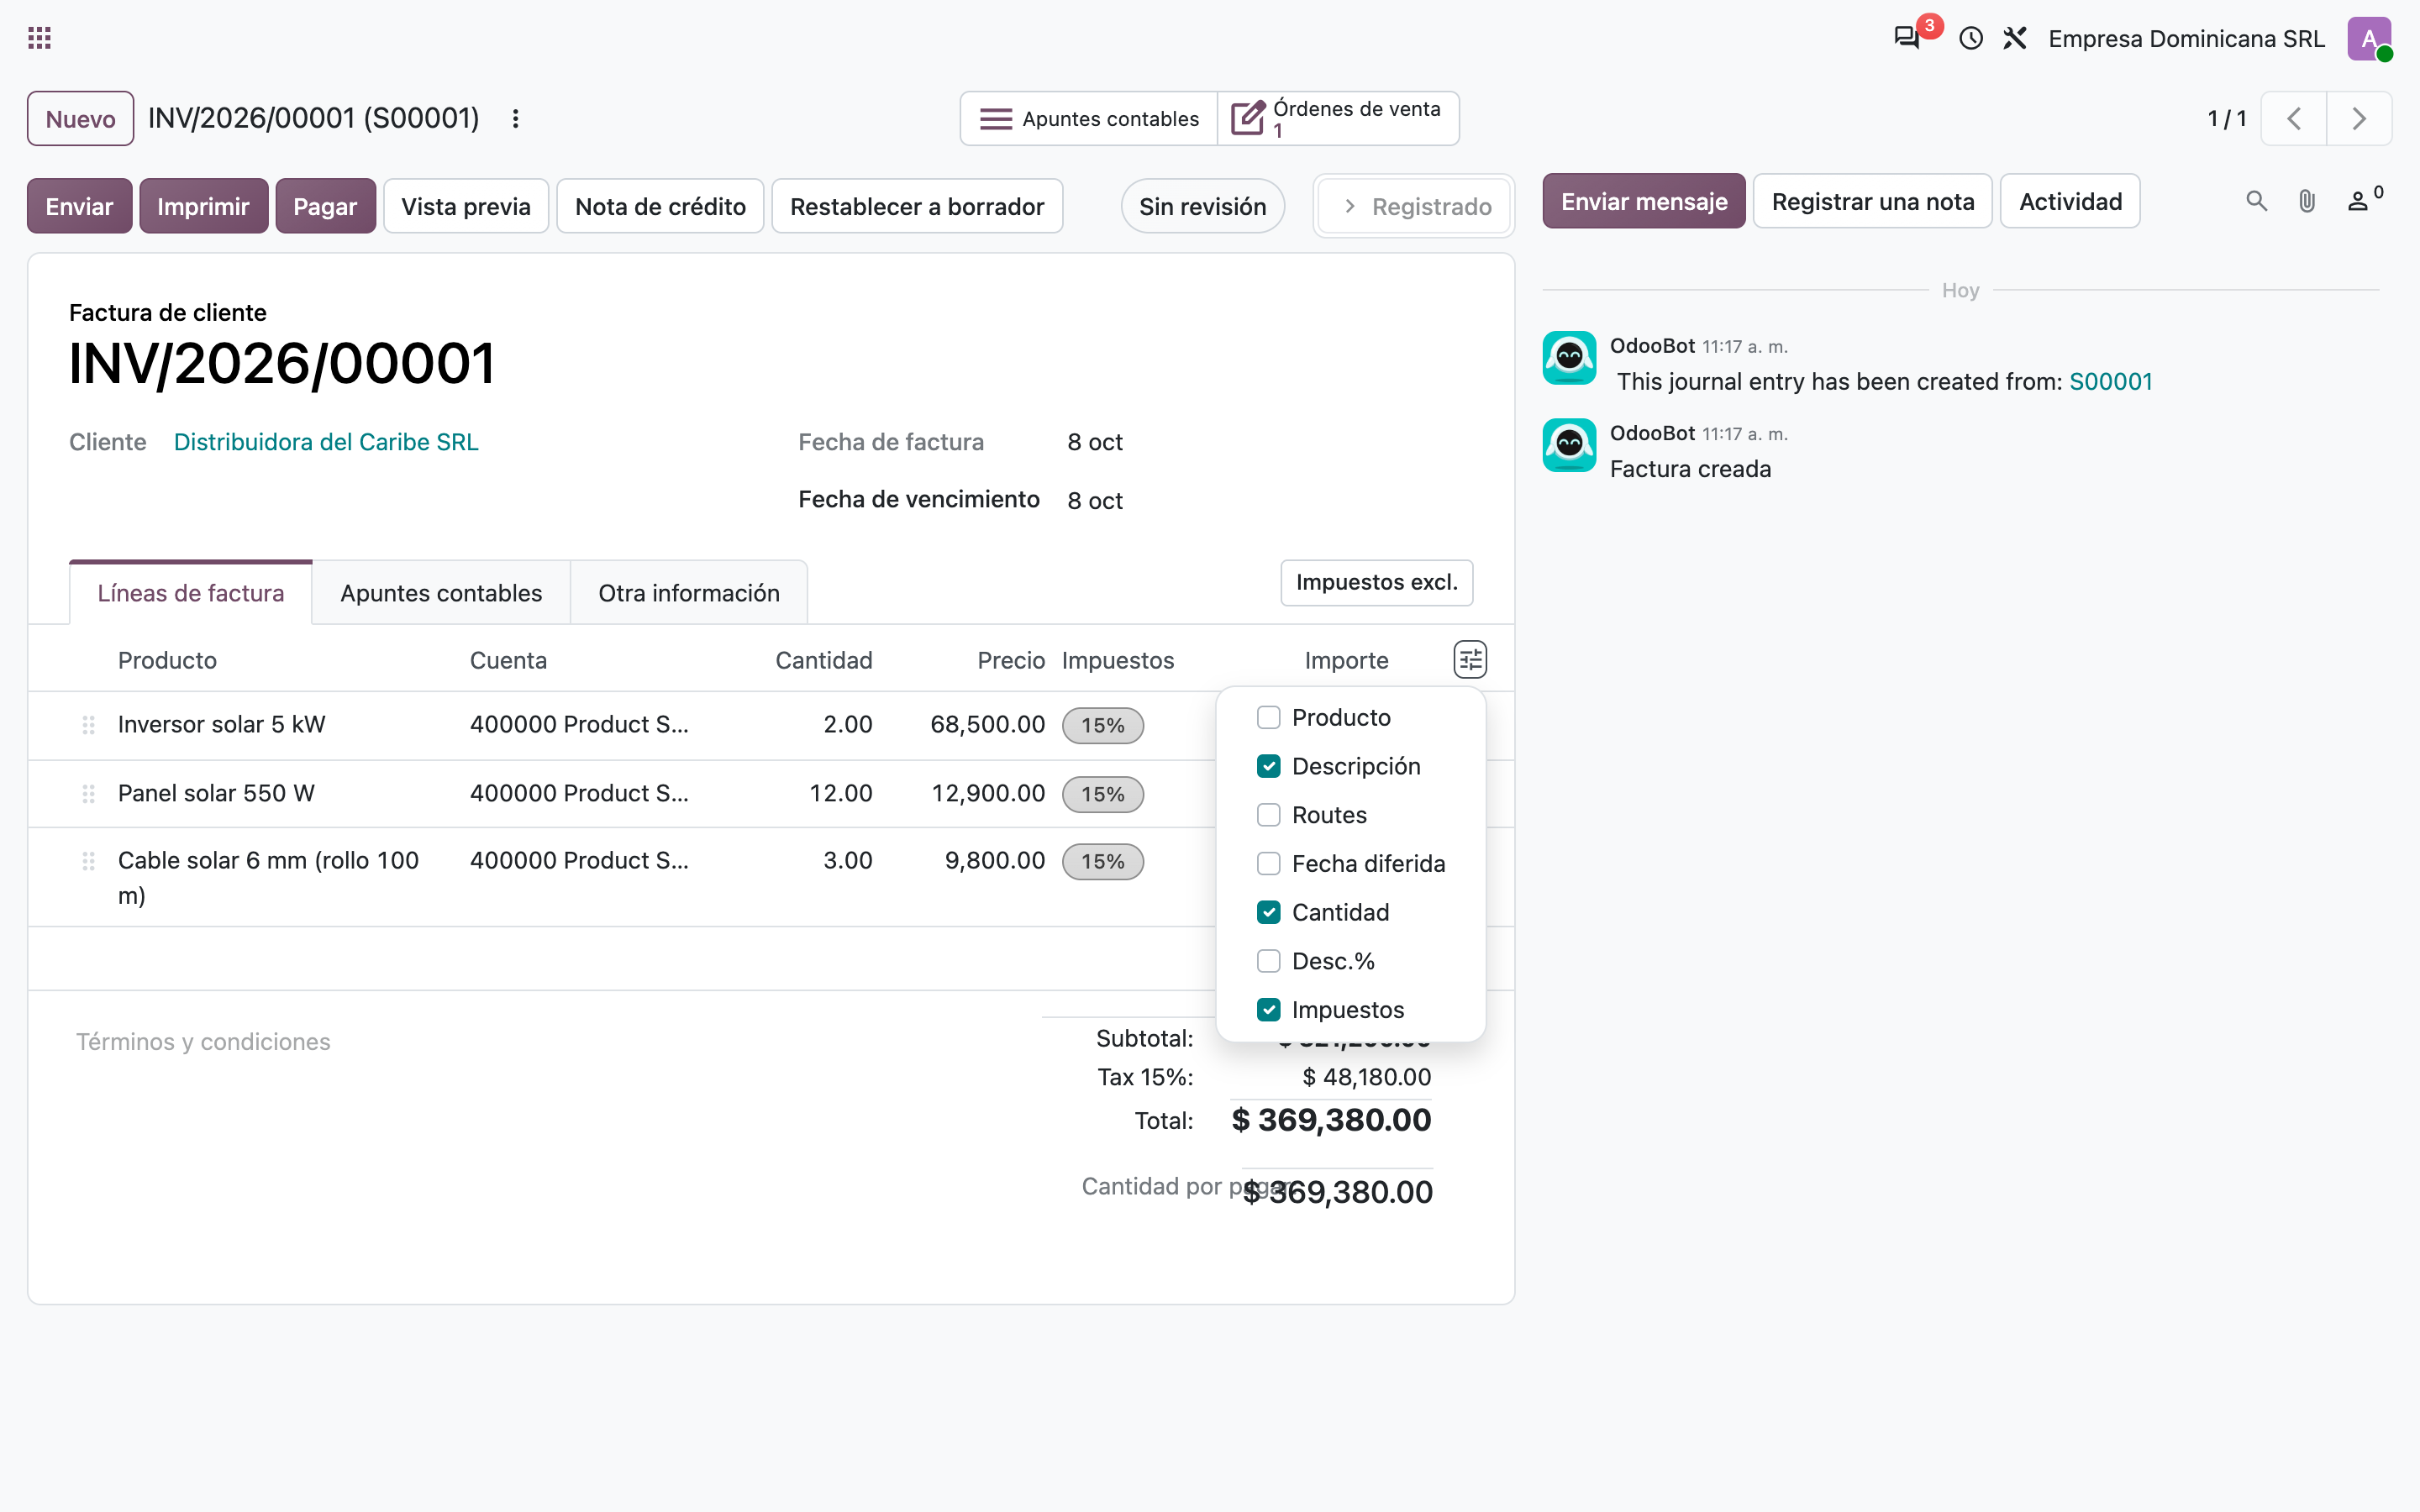 3
Empresa Dominicana SRL
A
Nuevo
INV/2026/00001 (S00001)
Apuntes contables
Órdenes de venta
1
1 / 1
Enviar
Imprimir
Pagar
Vista previa
Nota de crédito
Restablecer a borrador
Sin revisión
Registrado
Enviar mensaje
Registrar una nota
Actividad
0
Factura de cliente
INV/2026/00001
Cliente Distribuidora del Caribe SRL
Fecha de factura 8 oct
Fecha de vencimiento 8 oct
Líneas de factura
Apuntes contables
Otra información
Impuestos excl.
Producto Cuenta Cantidad Precio Impuestos Importe
Inversor solar 5 kW 400000 Product S... 2.00 68,500.00 15%
Panel solar 550 W 400000 Product S... 12.00 12,900.00 15%
Cable solar 6 mm (rollo 100 400000 Product S... 3.00 9,800.00 15%
m)
Producto
Descripción
Routes
Fecha diferida
Cantidad
Desc.%
Impuestos
Términos y condiciones
Subtotal:
Tax 15%: $ 48,180.00
Total: $ 369,380.00
Cantidad por pagar $ 369,380.00
Hoy
OdooBot 11:17 a. m.
This journal entry has been created from: S00001
OdooBot 11:17 a. m.
Factura creada